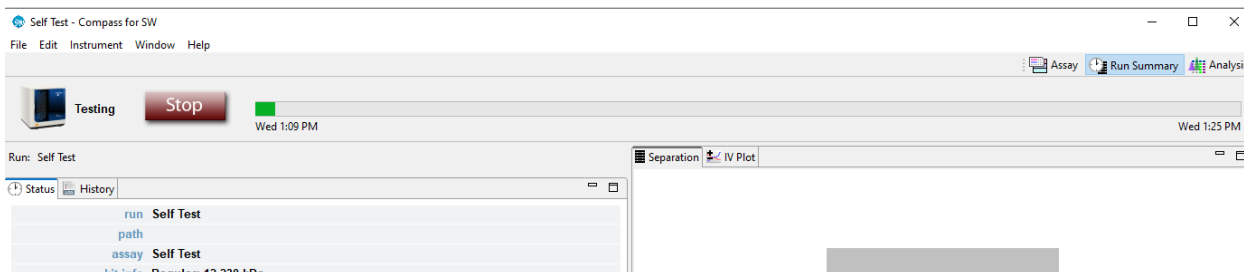 Self Test - Compass for SW
File Edit Instrument Window Help
Assay Run Summary Analysi
Testing Stop
Wed 1:09 PM Wed 1:25 PM
Run: Self Test
Separation IV Plot
Status History
run Self Test
path
assay Self Test